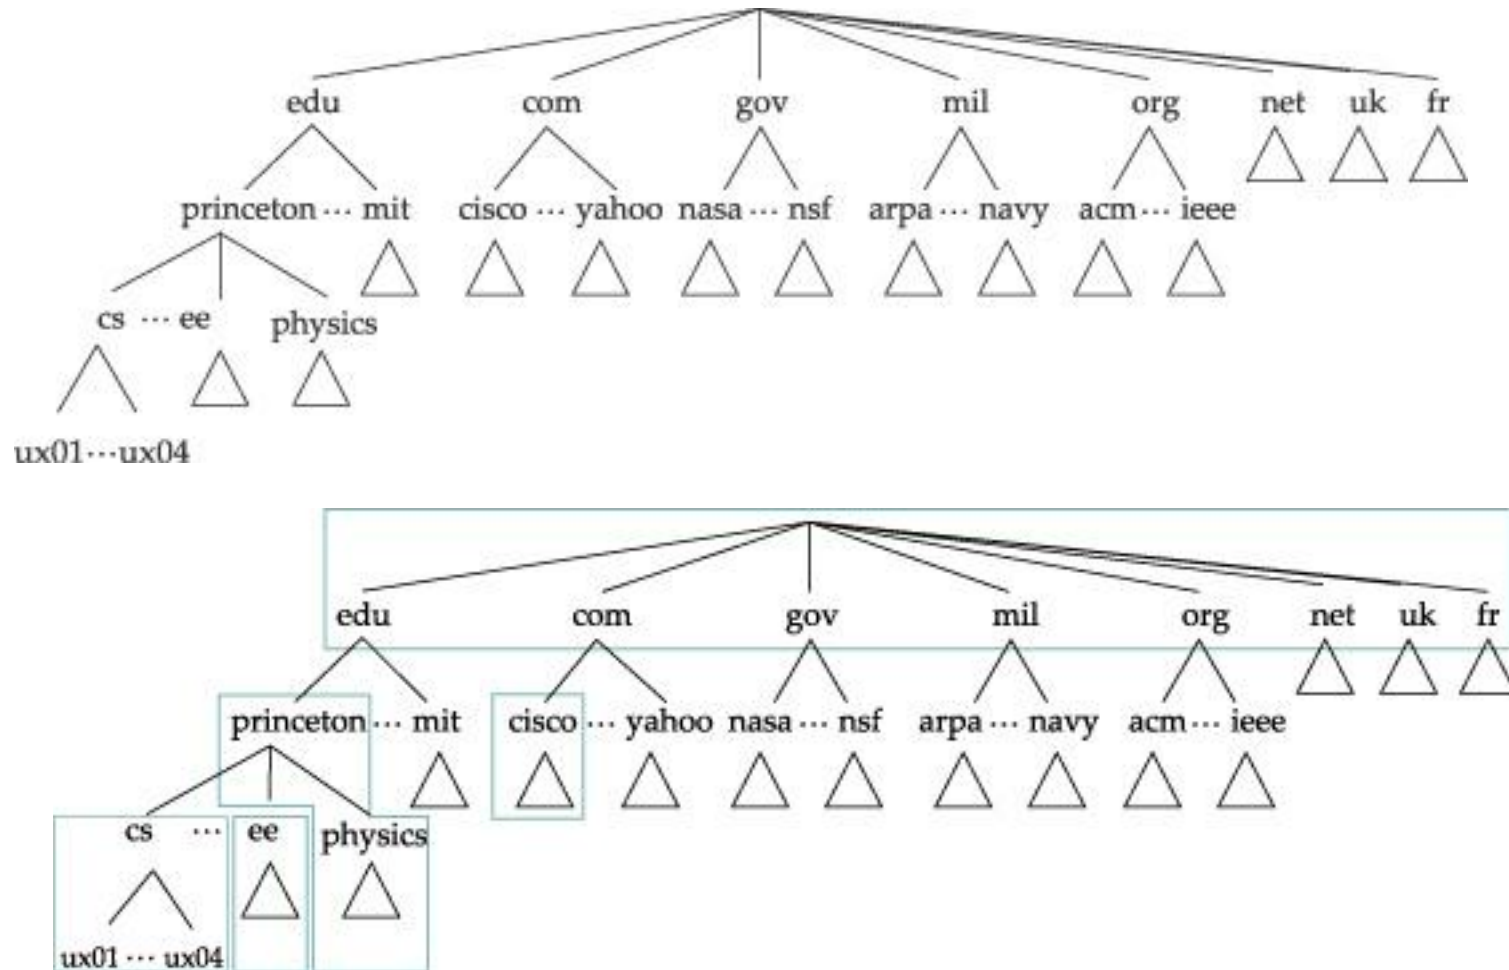 edu com gov mil org net uk fr
princeton ··· mit cisco ··· yahoo nasa ··· nsf arpa ··· navy acm ··· ieee
cs ··· ee physics
ux01···ux04
edu com gov mil org net uk fr
princeton ··· mit cisco ··· yahoo nasa ··· nsf arpa ··· navy acm ··· ieee
cs ··· ee physics
ux01 ··· ux04